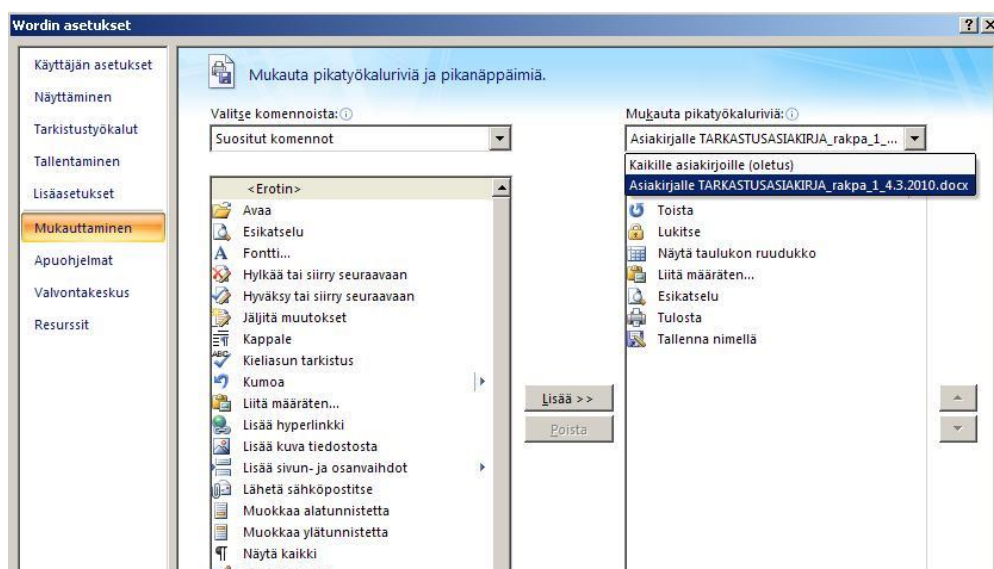 Wordin asetukset
Käyttäjän asetukset
Näyttäminen
Tarkistustyökalut
Tallentaminen
Lisäasetukset
Mukauttaminen
Apuohjelmat
Valvontakeskus
Resurssit
Mukauta pikatyökaluriviä ja pikanäppäimiä.
Valitse komennoista:
Suositut komennot
<Erotin>
Avaa
Esikatselu
Fontti...
Hylkää tai siirry seuraavaan
Hyväksy tai siirry seuraavaan
Jäljitä muutokset
Kappale
Kieliasun tarkistus
Kumoa
Liitä määräten...
Lisää hyperlinkki
Lisää kuva tiedostosta
Lisää sivun- ja osanvaihdot
Lähetä sähköpostitse
Muokkaa alatunnistetta
Muokkaa ylätunnistetta
Näytä kaikki
Lisää >>
Poista
Mukauta pikatyökaluriviä:
Asiakirjalle TARKASTUSASIAKIRJA_rakpa_1_...
Kaikille asiakirjoille (oletus)
Asiakirjalle TARKASTUSASIAKIRJA_rakpa_1_4.3.2010.docx
Toista
Lukitse
Näytä taulukon ruudukko
Liitä määräten...
Esikatselu
Tulosta
Tallenna nimellä